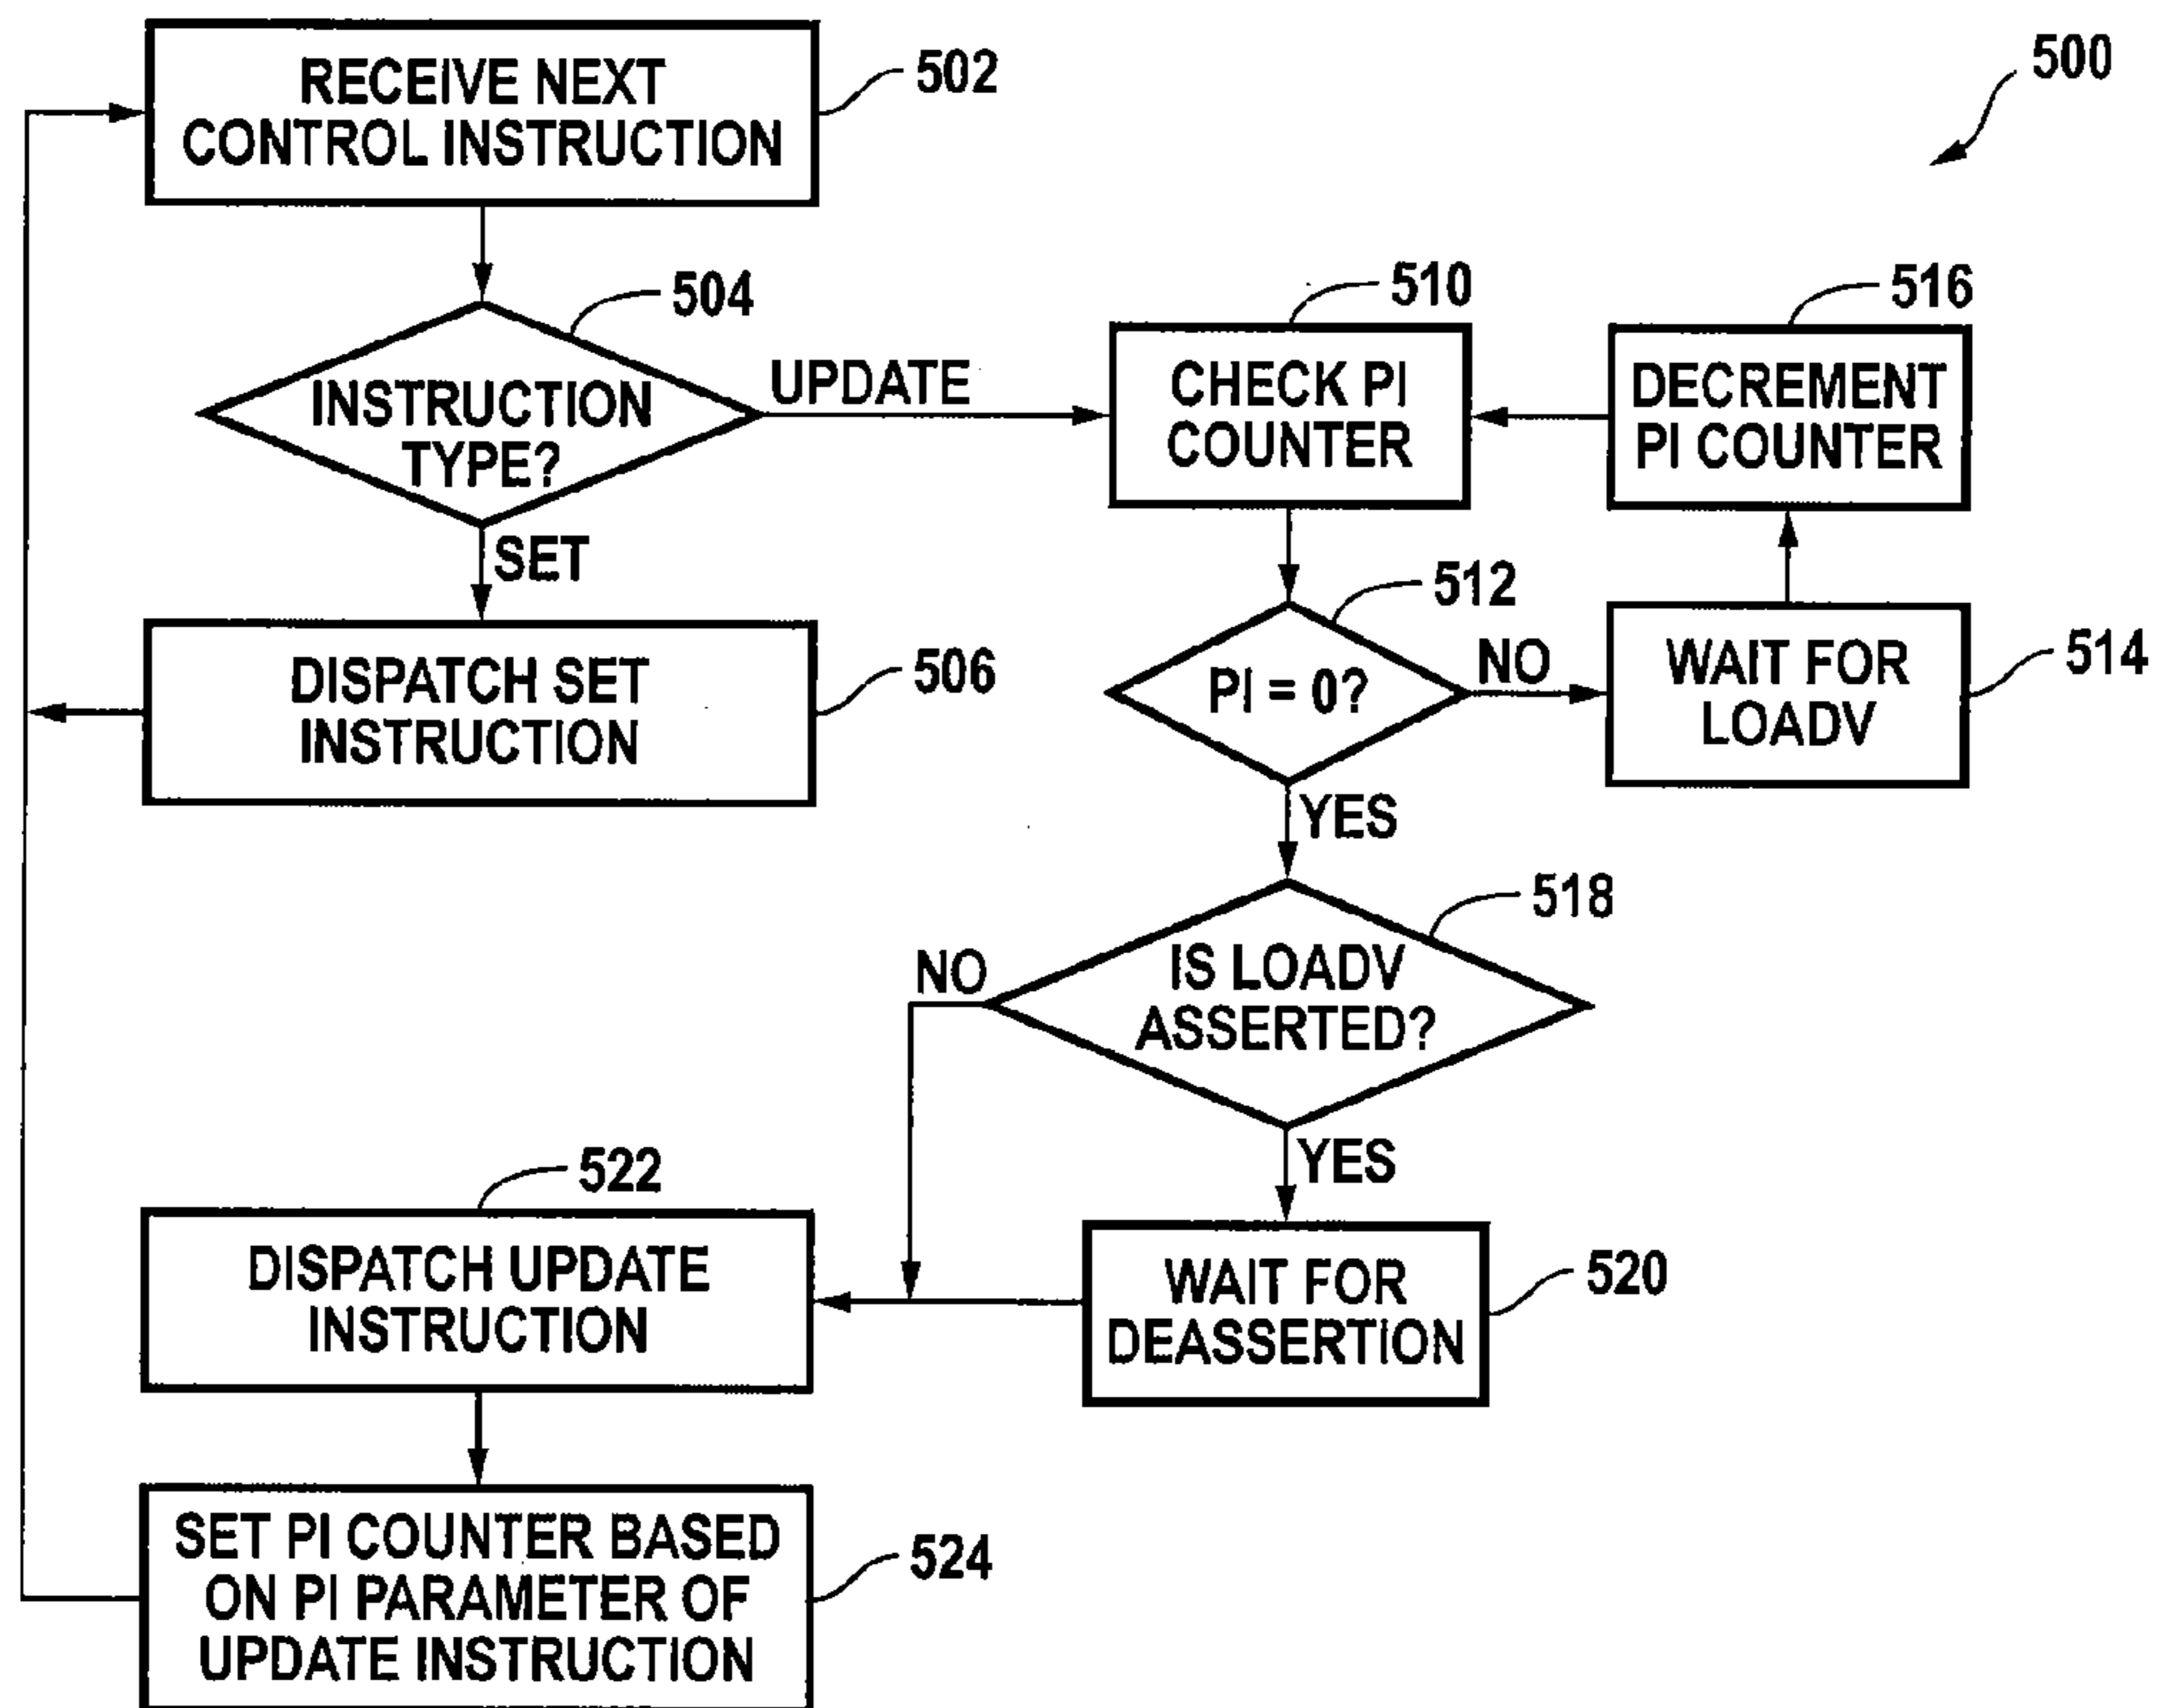 RECEIVE NEXT
CONTROL INSTRUCTION
502
500
INSTRUCTION
TYPE?
504
UPDATE
SET
CHECK PI
COUNTER
510
DECREMENT
PI COUNTER
516
DISPATCH SET
INSTRUCTION
506
PI = 0?
512
NO
WAIT FOR
LOADV
514
YES
IS LOADV
ASSERTED?
518
NO
YES
WAIT FOR
DEASSERTION
520
DISPATCH UPDATE
INSTRUCTION
522
SET PI COUNTER BASED
ON PI PARAMETER OF
UPDATE INSTRUCTION
524